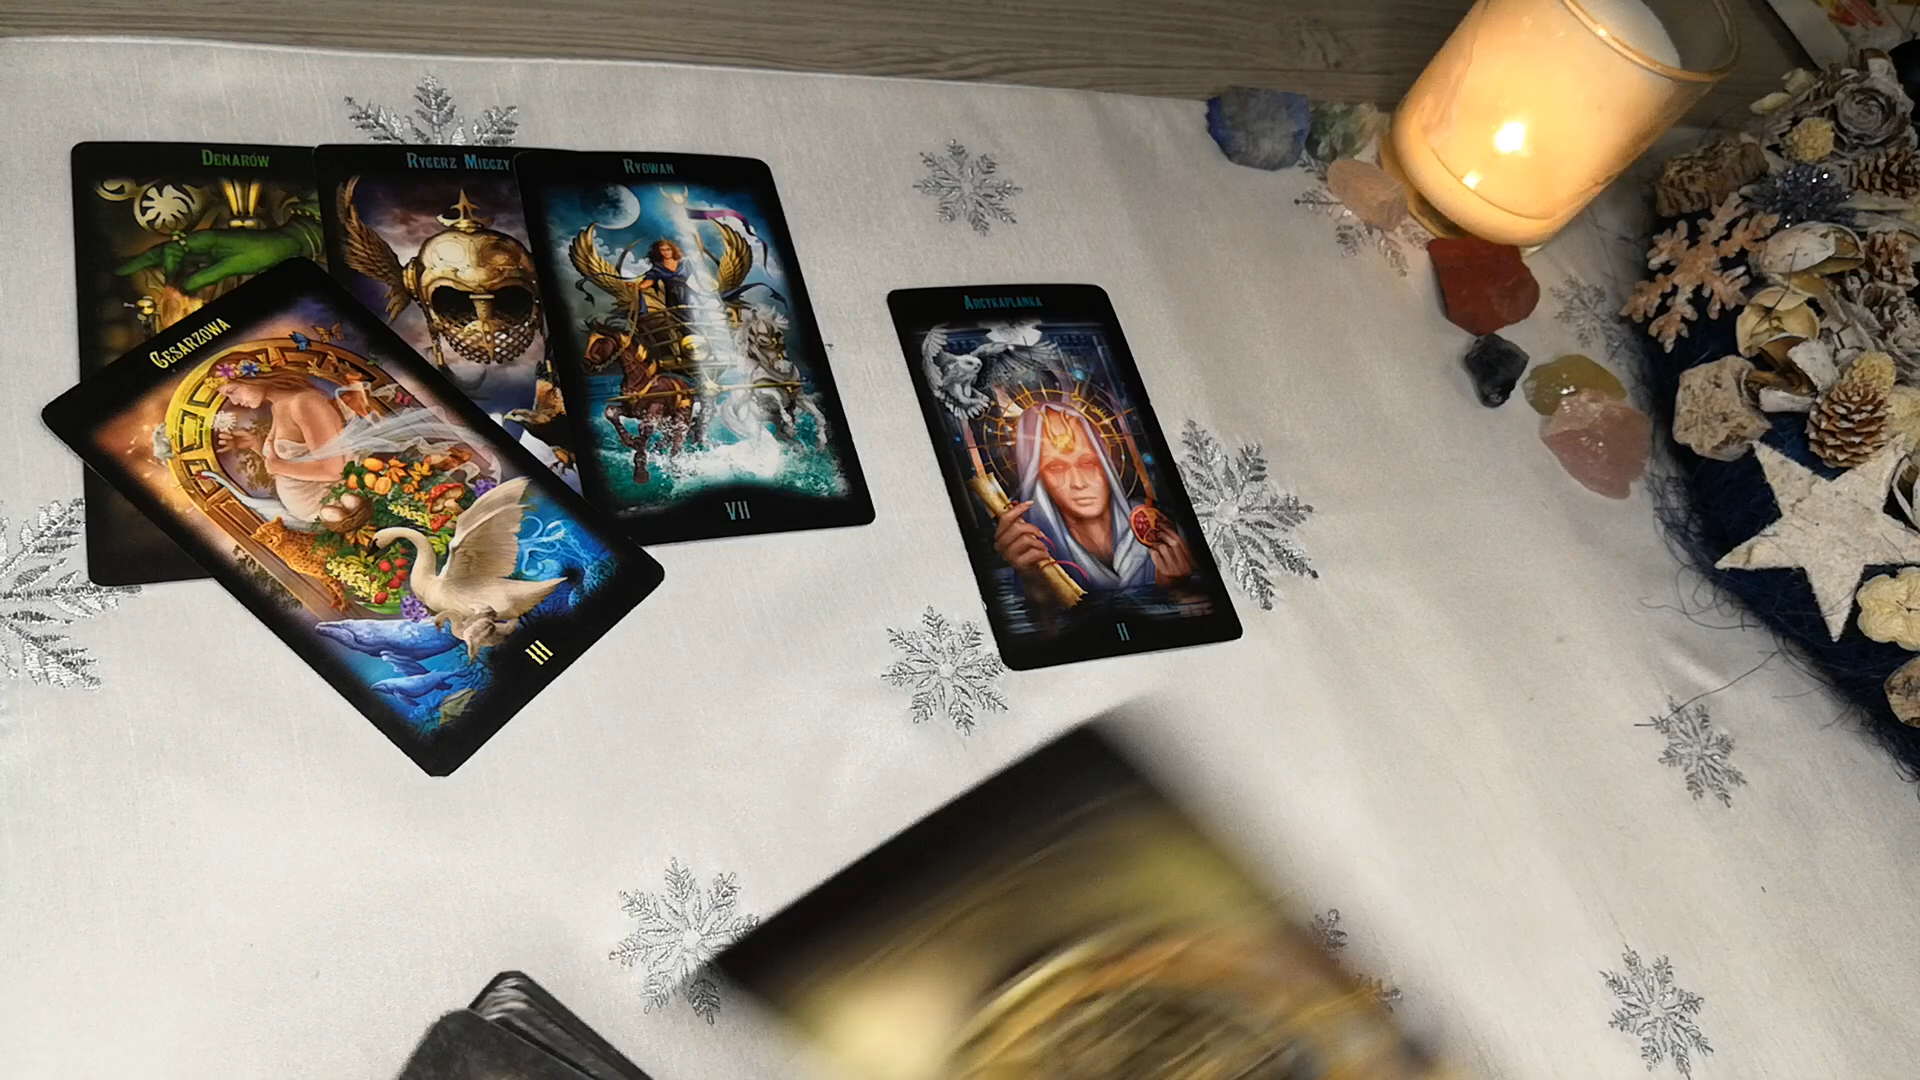 Denarów
Rycerz Mieczy
Rydwan
VII
Cesarzowa
III
Arcykapłanka
II